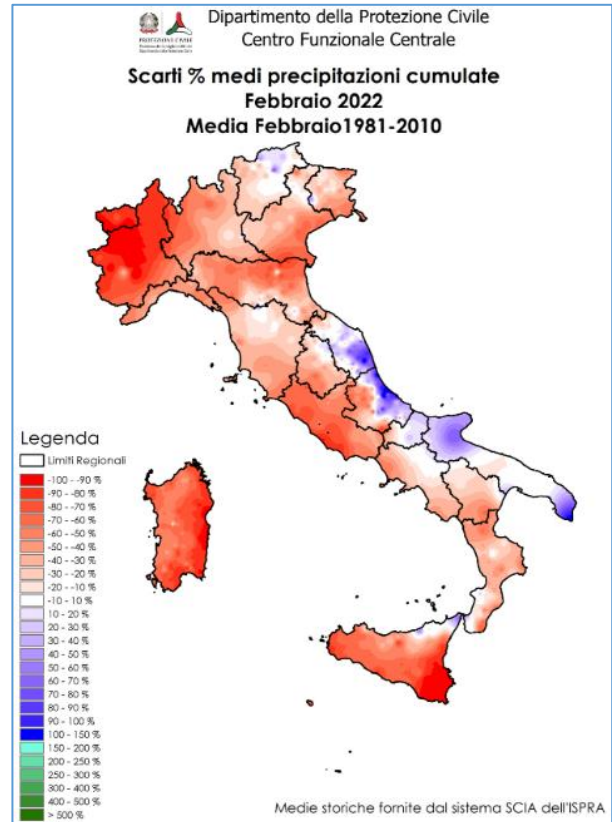 Dipartimento della Protezione Civile
Centro Funzionale Centrale
PROTEZIONE CIVILE
Scarti % medi precipitazioni cumulate
Febbraio 2022
Media Febbraio1981-2010
Legenda
Limiti Regionali
-100 - -90 %
-90 - -80 %
-80 - -70 %
-70 - -60 %
-60 - -50 %
-50 - -40 %
-40 - -30 %
-30 - -20 %
-20 - -10 %
-10 - 10 %
10 - 20 %
20 - 30 %
30 - 40 %
40 - 50 %
50 - 60 %
60 - 70 %
70 - 80 %
80 - 90 %
90 - 100 %
100 - 150 %
150 - 200 %
200 - 250 %
250 - 300 %
300 - 400 %
400 - 500 %
> 500 %
Medie storiche fornite dal sistema SCIA dell'ISPRA